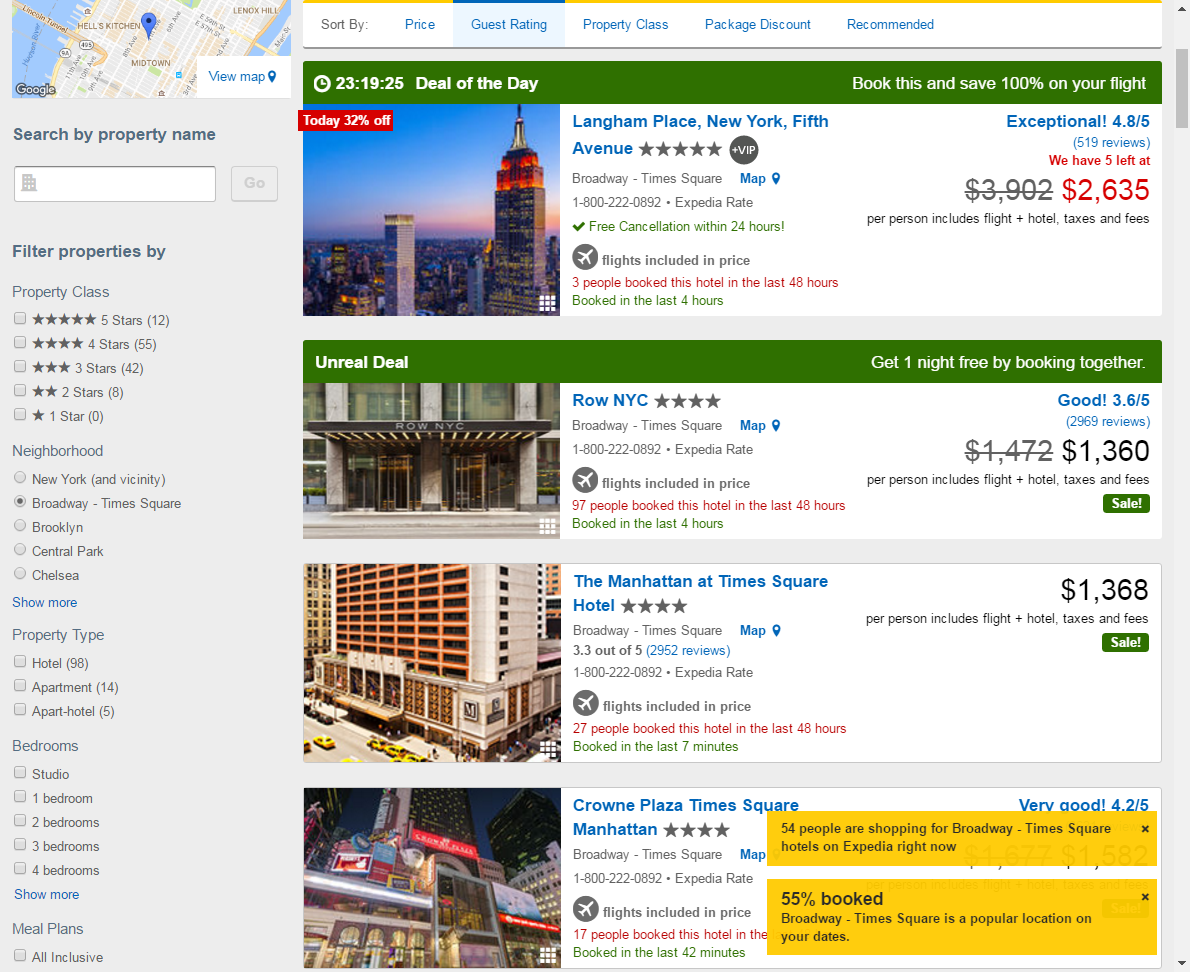 Lincoln Tunnel
E 59th St
LENOX HILL
HELL'S KITCHEN
495
9A
MIDTOWN
View map
Google
Search by property name
Go
Filter properties by
Property Class
★★★★★ 5 Stars (12)
★★★★ 4 Stars (55)
★★★ 3 Stars (42)
★★ 2 Stars (8)
★ 1 Star (0)
Neighborhood
New York (and vicinity)
Broadway - Times Square
Brooklyn
Central Park
Chelsea
Show more
Property Type
Hotel (98)
Apartment (14)
Apart-hotel (5)
Bedrooms
Studio
1 bedroom
2 bedrooms
3 bedrooms
4 bedrooms
Show more
Meal Plans
All Inclusive
Sort By: Price Guest Rating Property Class Package Discount Recommended
23:19:25 Deal of the Day Book this and save 100% on your flight
Today 32% off
Langham Place, New York, Fifth
Avenue ★★★★★ +VIP
Broadway - Times Square Map
1-800-222-0892 • Expedia Rate
Free Cancellation within 24 hours!
flights included in price
3 people booked this hotel in the last 48 hours
Booked in the last 4 hours
Exceptional! 4.8/5
(519 reviews)
We have 5 left at
$3,902 $2,635
per person includes flight + hotel, taxes and fees
Unreal Deal Get 1 night free by booking together.
ROW NYC
Row NYC ★★★★
Broadway - Times Square Map
1-800-222-0892 • Expedia Rate
flights included in price
97 people booked this hotel in the last 48 hours
Booked in the last 4 hours
Good! 3.6/5
(2969 reviews)
$1,472 $1,360
per person includes flight + hotel, taxes and fees
Sale!
The Manhattan at Times Square
Hotel ★★★★
Broadway - Times Square Map
3.3 out of 5 (2952 reviews)
1-800-222-0892 • Expedia Rate
flights included in price
27 people booked this hotel in the last 48 hours
Booked in the last 7 minutes
$1,368
per person includes flight + hotel, taxes and fees
Sale!
M
CROWNE PLAZA
Crowne Plaza Times Square
Manhattan ★★★★
Broadway - Times Square Map
1-800-222-0892 • Expedia Rate
flights included in price
17 people booked this hotel in the
Booked in the last 42 minutes
Very good! 4.2/5
$1,677 $1,582
per person includes flight + hotel, taxes and fees
Sale!
54 people are shopping for Broadway - Times Square ×
hotels on Expedia right now
55% booked ×
Broadway - Times Square is a popular location on
your dates.